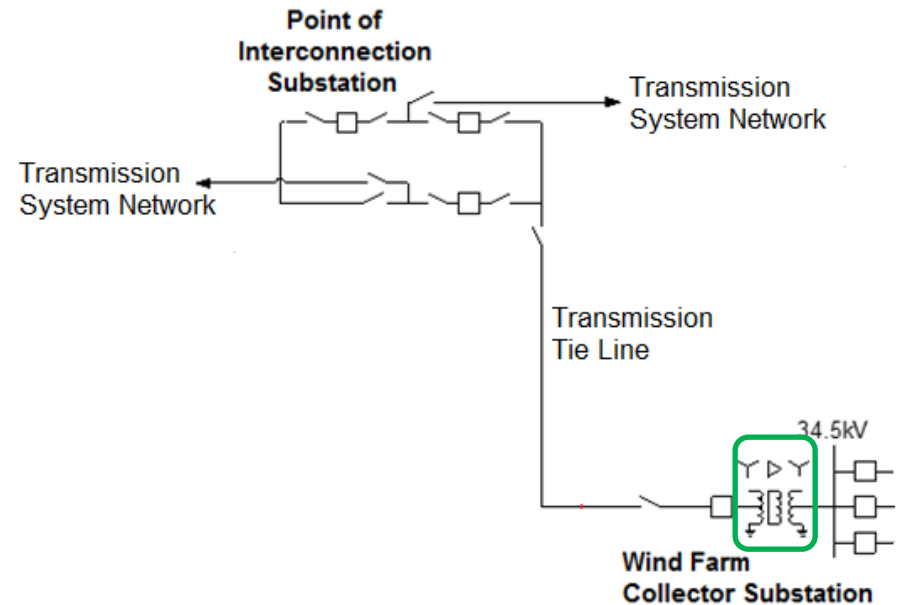 Point of
Interconnection
Substation
Transmission
System Network
Transmission
System Network
Transmission
Tie Line
34.5kV
Wind Farm
Collector Substation